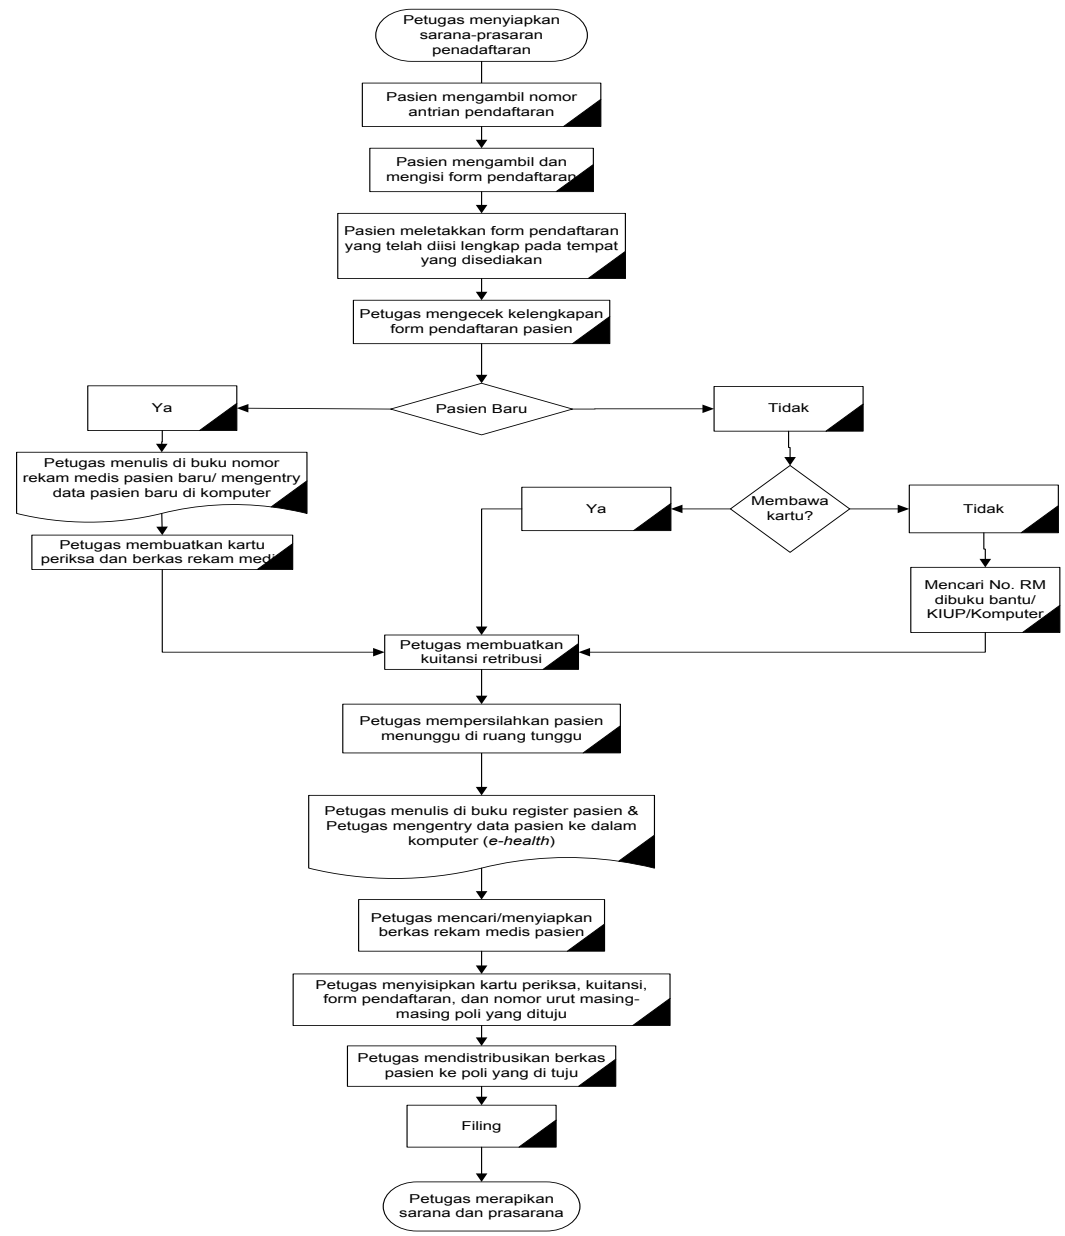 Petugas menyiapkan
sarana-prasaran
penadaftaran
Pasien mengambil nomor
antrian pendaftaran
Pasien mengambil dan
mengisi form pendaftaran
Pasien meletakkan form pendaftaran
yang telah diisi lengkap pada tempat
yang disediakan
Petugas mengecek kelengkapan
form pendaftaran pasien
Pasien Baru
Ya
Tidak
Petugas menulis di buku nomor
rekam medis pasien baru/ mengentry
data pasien baru di komputer
Petugas membuatkan kartu
periksa dan berkas rekam medis
Membawa
kartu?
Ya
Tidak
Mencari No. RM
dibuku bantu/
KIUP/Komputer
Petugas membuatkan
kuitansi retribusi
Petugas mempersilahkan pasien
menunggu di ruang tunggu
Petugas menulis di buku register pasien &
Petugas mengentry data pasien ke dalam
komputer (e-health)
Petugas mencari/menyiapkan
berkas rekam medis pasien
Petugas menyisipkan kartu periksa, kuitansi,
form pendaftaran, dan nomor urut masing-
masing poli yang dituju
Petugas mendistribusikan berkas
pasien ke poli yang di tuju
Filing
Petugas merapikan
sarana dan prasarana